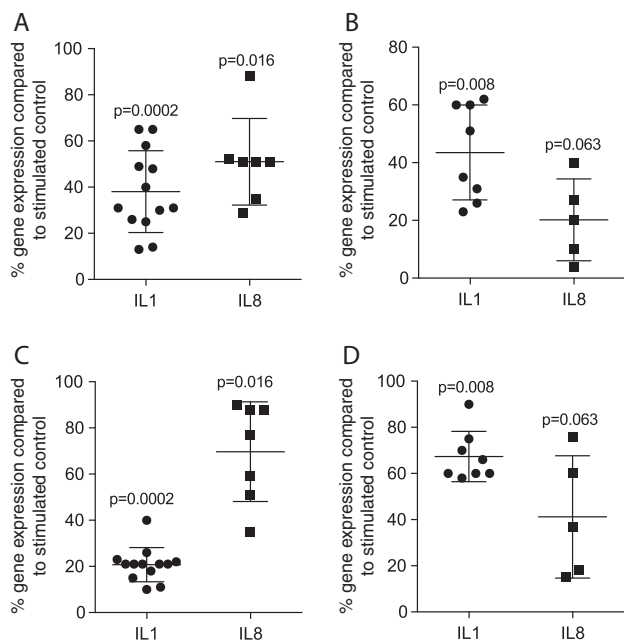 A
% gene expression compared
to stimulated control
100
80
60
40
20
0
p=0.0002
p=0.016
IL1
IL8
B
% gene expression compared
to stimulated control
80
60
40
20
0
p=0.008
p=0.063
IL1
IL8
C
% gene expression compared
to stimulated control
100
80
60
40
20
0
p=0.0002
p=0.016
IL1
IL8
D
% gene expression compared
to stimulated control
100
80
60
40
20
0
p=0.008
p=0.063
IL1
IL8